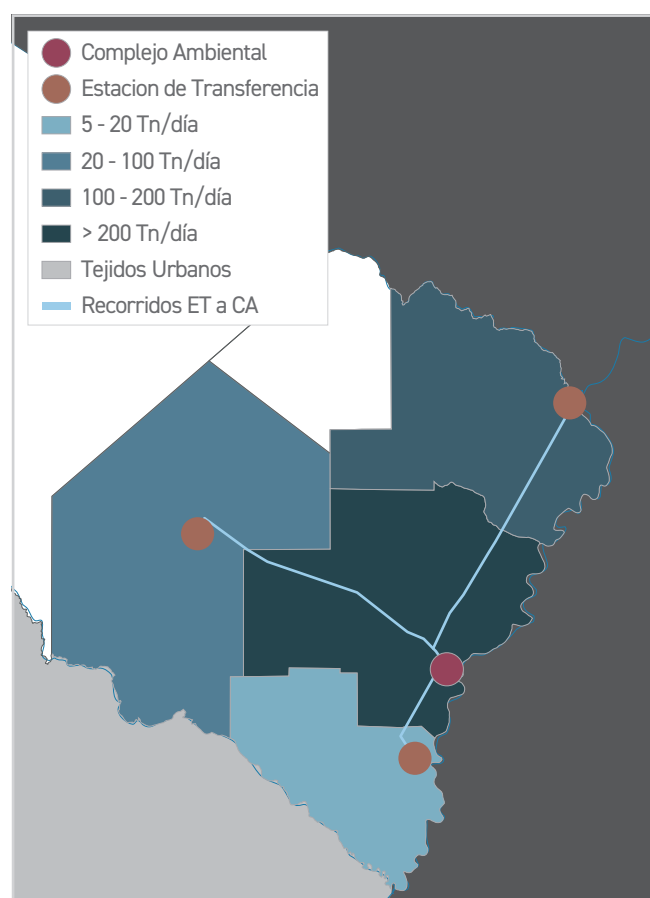 Complejo Ambiental
Estacion de Transferencia
5 - 20 Tn/día
20 - 100 Tn/día
100 - 200 Tn/día
> 200 Tn/día
Tejidos Urbanos
Recorridos ET a CA